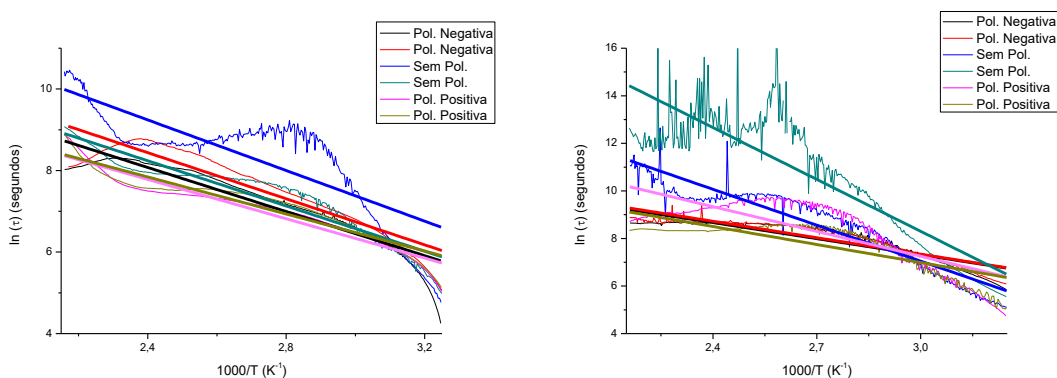 Pol. Negativa
Pol. Negativa
Sem Pol.
Sem Pol.
Pol. Positiva
Pol. Positiva
10
8
6
4
ln (τ) (segundos)
2,4
2,8
3,2
1000/T (K⁻¹)
Pol. Negativa
Pol. Negativa
Sem Pol.
Sem Pol.
Pol. Positiva
Pol. Positiva
16
14
12
10
8
6
4
ln (τ) (segundos)
2,4
2,7
3,0
1000/T (K⁻¹)